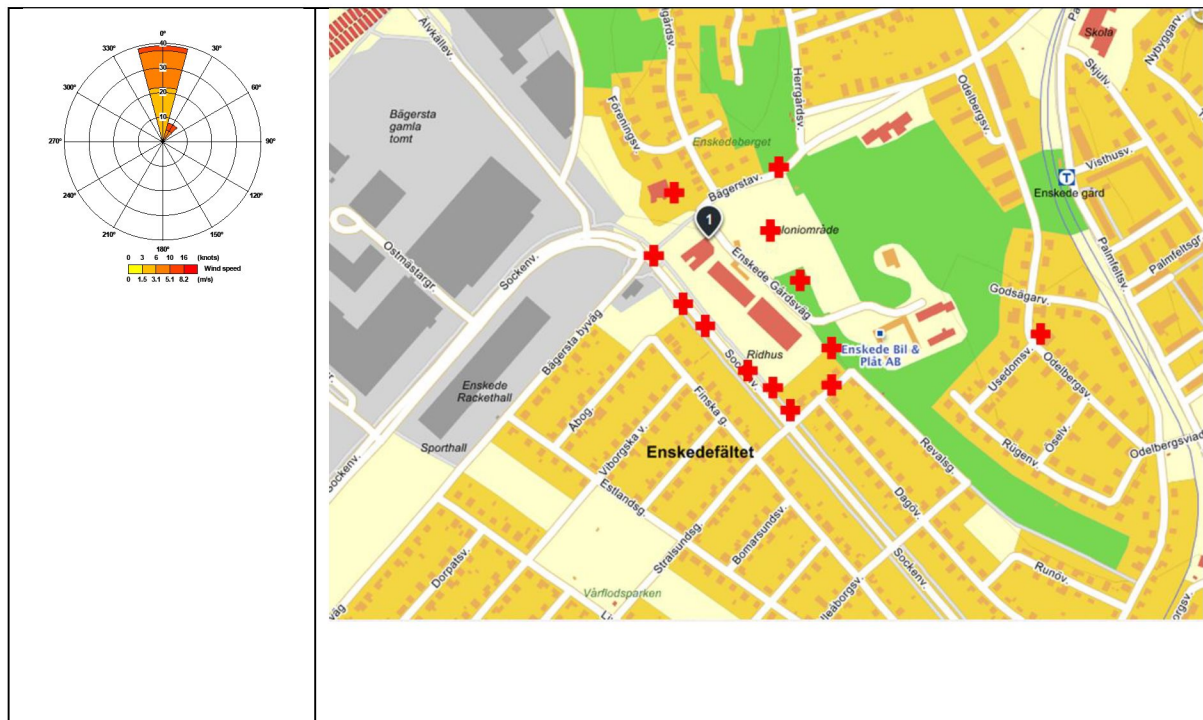 0°
330°
40
30°
30
300°
20
60°
10
270°
90°
240°
120°
210°
150°
180°
0 3 6 10 16 (knots)
Wind speed
0 1.5 3.1 5.1 8.2 (m/s)
Älvkällev.
Herrgårdsv.
Skola
Skjulv.
Nybyggarv.
Odelbergsv.
Bägersta
gamla
tomt
Föreningsv.
Enskedeberget
Visthusv.
T
Enskede gård
Bägerstav.
1
Enskede Gårdsväg
Palmfeltsv.
Palmfeltsgr.
Ostmästargr.
Sockenv.
Godsägarv.
Bägersta byväg
Ridhus
Enskede Bil &
Plåt AB
Usedomsv.
Odelbergsv.
Enskede
Rackethall
Åbog.
Finska g.
Viborgska v.
Sporthall
Enskedefältet
Revalsg.
Rügenv.
Öselv.
Odelbergsviad
Sockenv.
Estlandsg.
Dagöv.
Stralsundsg.
Bomarsundsv.
Dorpatsv.
Sockenv.
Runöv.
Vårflodsparken